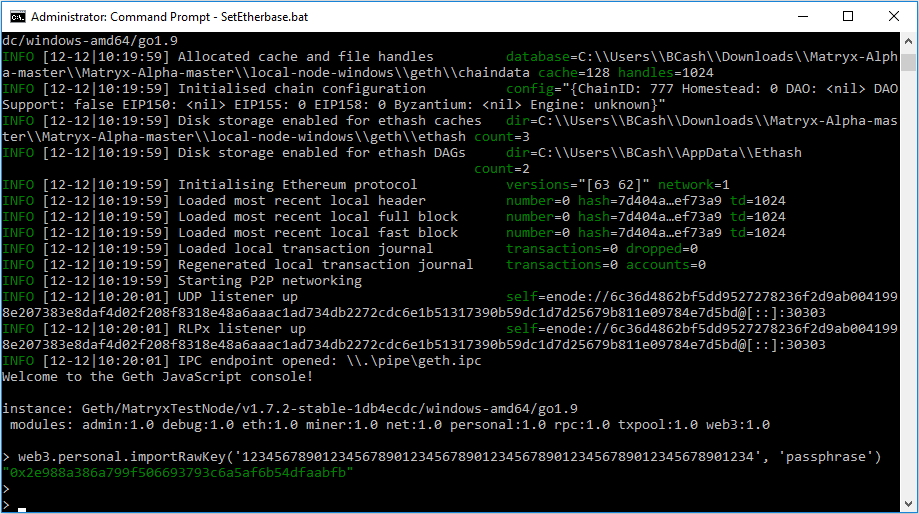 Administrator: Command Prompt - SetEtherbase.bat
dc/windows-amd64/go1.9
INFO [12-12|10:19:59] Allocated cache and file handles database=C:\\Users\\BCash\\Downloads\\Matryx-Alph
a-master\\Matryx-Alpha-master\\local-node-windows\\geth\\chaindata cache=128 handles=1024
INFO [12-12|10:19:59] Initialised chain configuration config="{ChainID: 777 Homestead: 0 DAO: <nil> DAO
Support: false EIP150: <nil> EIP155: 0 EIP158: 0 Byzantium: <nil> Engine: unknown}"
INFO [12-12|10:19:59] Disk storage enabled for ethash caches dir=C:\\Users\\BCash\\Downloads\\Matryx-Alpha-mas
ter\\Matryx-Alpha-master\\local-node-windows\\geth\\ethash count=3
INFO [12-12|10:19:59] Disk storage enabled for ethash DAGs dir=C:\\Users\\BCash\\AppData\\Ethash
count=2
INFO [12-12|10:19:59] Initialising Ethereum protocol versions="[63 62]" network=1
INFO [12-12|10:19:59] Loaded most recent local header number=0 hash=7d404a…ef73a9 td=1024
INFO [12-12|10:19:59] Loaded most recent local full block number=0 hash=7d404a…ef73a9 td=1024
INFO [12-12|10:19:59] Loaded most recent local fast block number=0 hash=7d404a…ef73a9 td=1024
INFO [12-12|10:19:59] Loaded local transaction journal transactions=0 dropped=0
INFO [12-12|10:19:59] Regenerated local transaction journal transactions=0 accounts=0
INFO [12-12|10:19:59] Starting P2P networking
INFO [12-12|10:20:01] UDP listener up self=enode://6c36d4862bf5dd9527278236f2d9ab004199
8e207383e8daf4d02f208f8318e48a6aaac1ad734db2272cdc6e1b51317390b59dc1d7d25679b811e09784e7d5bd@[::]:30303
INFO [12-12|10:20:01] RLPx listener up self=enode://6c36d4862bf5dd9527278236f2d9ab004199
8e207383e8daf4d02f208f8318e48a6aaac1ad734db2272cdc6e1b51317390b59dc1d7d25679b811e09784e7d5bd@[::]:30303
INFO [12-12|10:20:01] IPC endpoint opened: \\.\pipe\geth.ipc
Welcome to the Geth JavaScript console!
instance: Geth/MatryxTestNode/v1.7.2-stable-1db4ecdc/windows-amd64/go1.9
modules: admin:1.0 debug:1.0 eth:1.0 miner:1.0 net:1.0 personal:1.0 rpc:1.0 txpool:1.0 web3:1.0
> web3.personal.importRawKey('1234567890123456789012345678901234567890123456789012345678901234', 'passphrase')
"0x2e988a386a799f506693793c6a5af6b54dfaabfb"
>
>